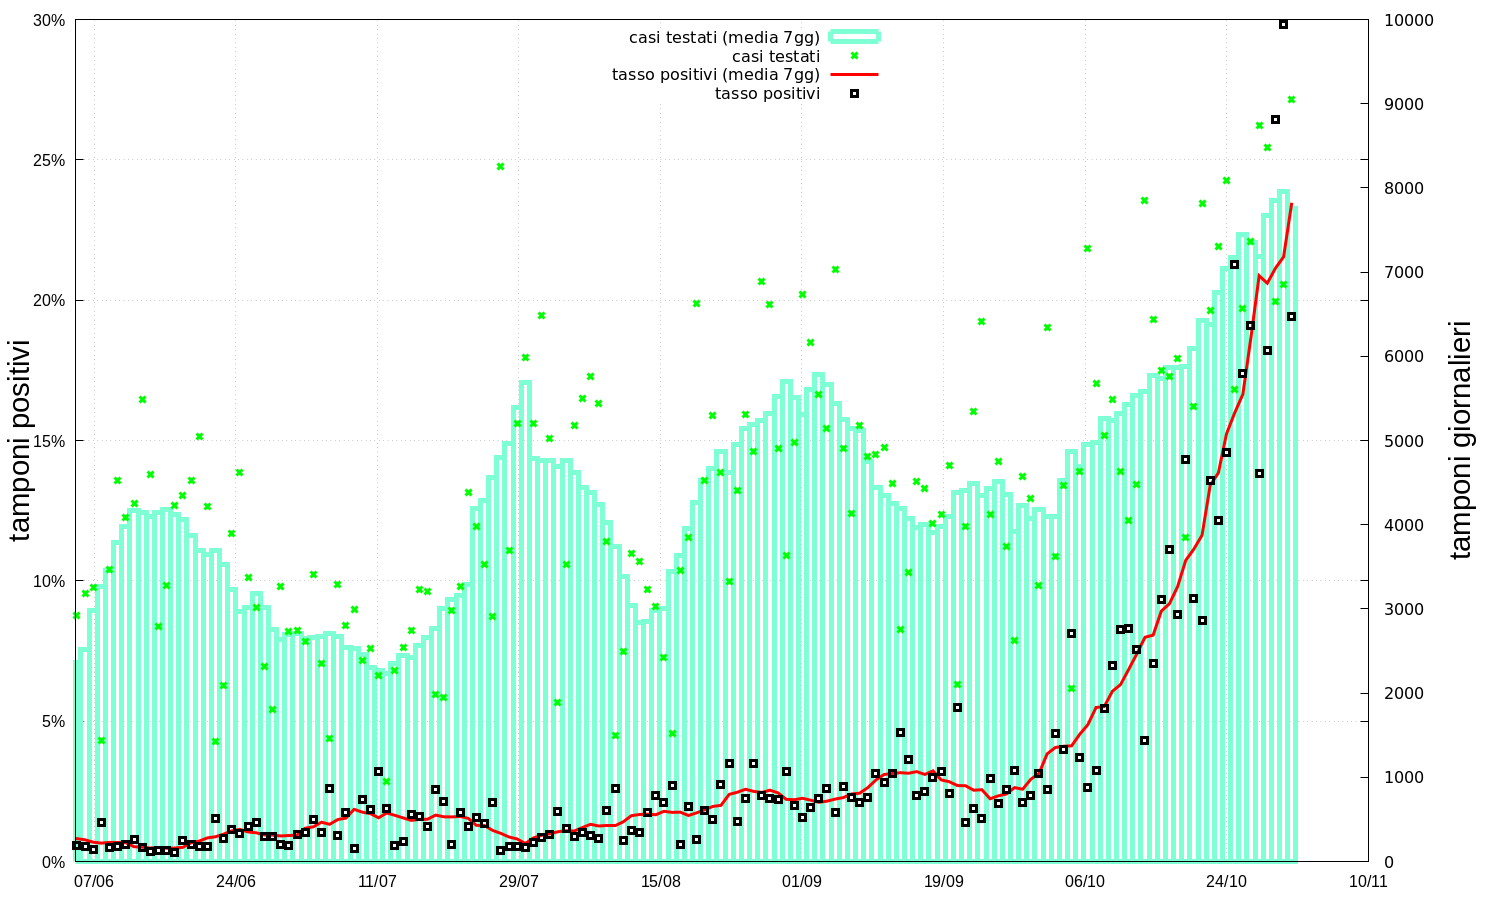 casi testati (media 7gg)
casi testati
tasso positivi (media 7gg)
tasso positivi
tamponi positivi
30%
25%
20%
15%
10%
5%
0%
tamponi giornalieri
10000
9000
8000
7000
6000
5000
4000
3000
2000
1000
0
07/06 24/06 11/07 29/07 15/08 01/09 19/09 06/10 24/10 10/11